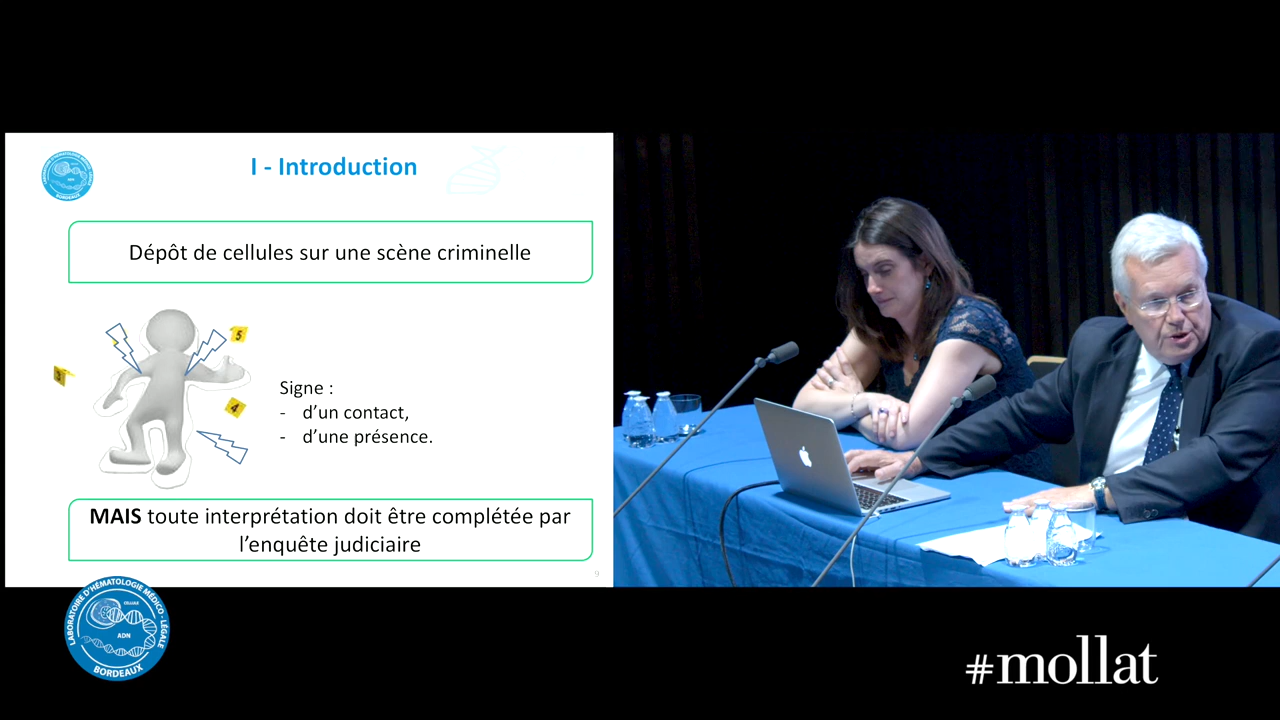 I - Introduction
Dépôt de cellules sur une scène criminelle
5
3
4
Signe :
- d’un contact,
- d’une présence.
MAIS toute interprétation doit être complétée par
l’enquête judiciaire
9
LABORATOIRE D'HÉMATOLOGIE MÉDICO-LÉGALE
CELLULE
ADN
BORDEAUX
#mollat